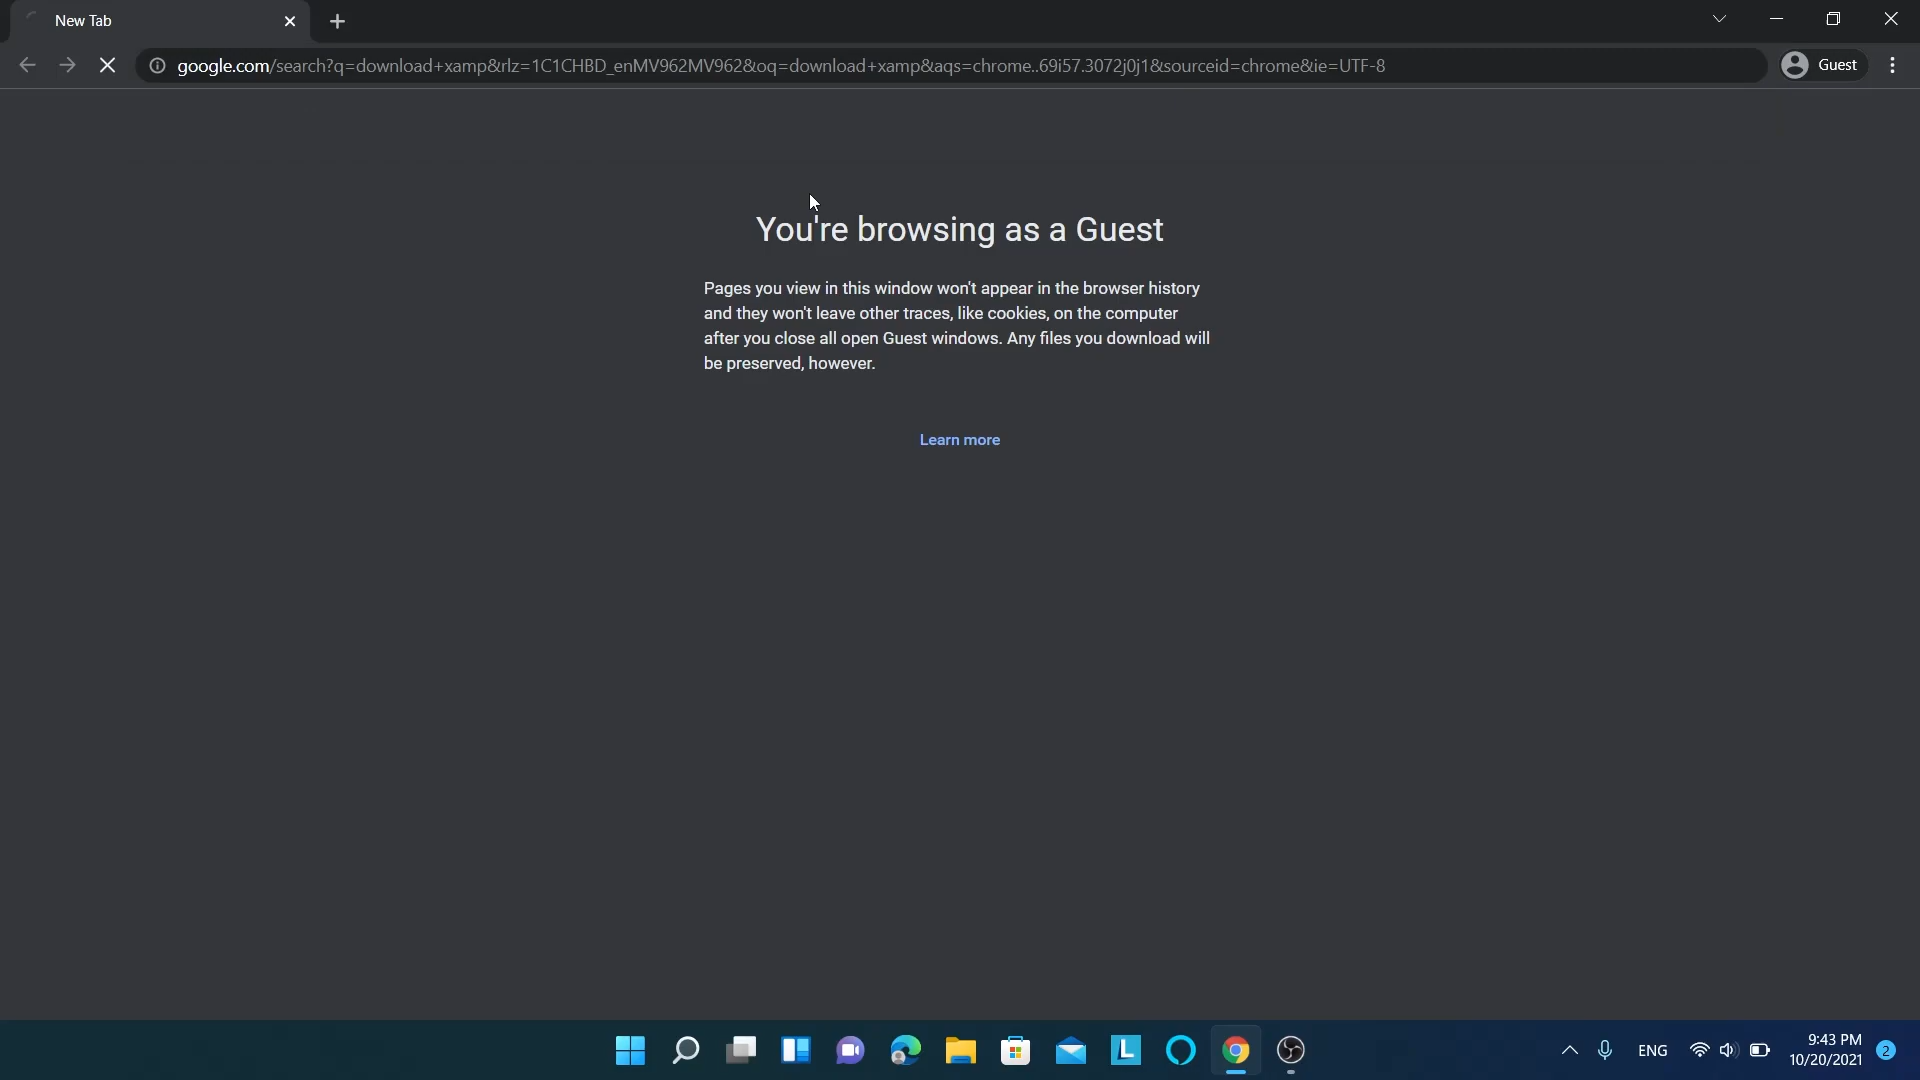 New Tab
google.com/search?q=download+xamp&rlz=1C1CHBD_enMV962MV962&oq=download+xamp&aqs=chrome..69i57.3072j0j1&sourceid=chrome&ie=UTF-8
Guest
You're browsing as a Guest
Pages you view in this window won't appear in the browser history
and they won't leave other traces, like cookies, on the computer
after you close all open Guest windows. Any files you download will
be preserved, however.
Learn more
L
ENG
9:43 PM
10/20/2021
2